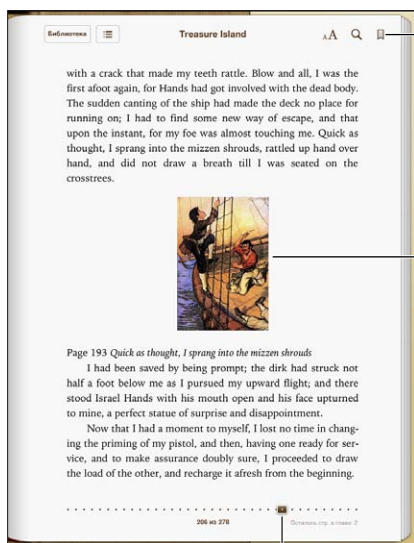 Библиотека
Treasure Island
AA
with a crack that made my teeth rattle. Blow and all, I was the
first afoot again, for Hands had got involved with the dead body.
The sudden canting of the ship had made the deck no place for
running on; I had to find some new way of escape, and that
upon the instant, for my foe was almost touching me. Quick as
thought, I sprang into the mizzen shrouds, rattled up hand over
hand, and did not draw a breath till I was seated on the
crosstrees.
Page 193 Quick as thought, I sprang into the mizzen shrouds
I had been saved by being prompt; the dirk had struck not
half a foot below me as I pursued my upward flight; and there
stood Israel Hands with his mouth open and his face upturned
to mine, a perfect statue of surprise and disappointment.
Now that I had a moment to myself, I lost no time in chang-
ing the priming of my pistol, and then, having one ready for ser-
vice, and to make assurance doubly sure, I proceeded to draw
the load of the other, and recharge it afresh from the beginning.
206 из 278
Осталось стр. в главе: 2